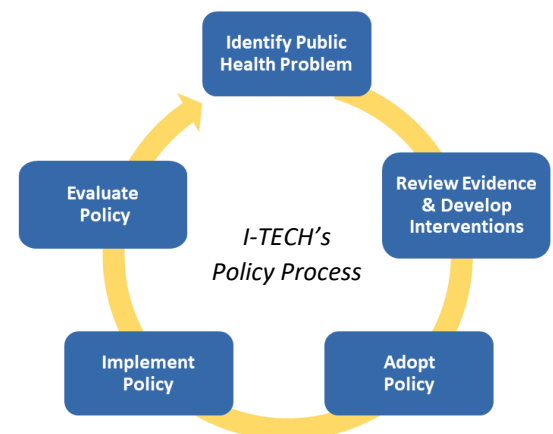 Identify Public
Health Problem
Review Evidence
& Develop
Interventions
Adopt
Policy
Implement
Policy
Evaluate
Policy
I-TECH’s
Policy Process